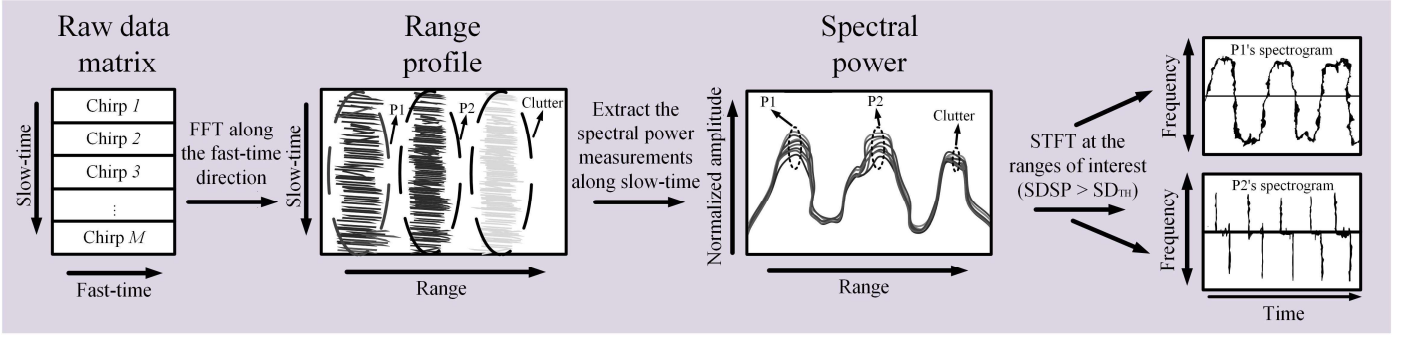 Raw data
matrix
Slow-time
Chirp 1
Chirp 2
Chirp 3
⋮
Chirp M
Fast-time
FFT along
the fast-time
direction
Range
profile
Slow-time
P1
P2
Clutter
Range
Extract the
spectral power
measurements
along slow-time
Spectral
power
Normalized amplitude
P1
P2
Clutter
Range
STFT at the
ranges of interest
(SDSP > SDTH)
Frequency
P1's spectrogram
Frequency
P2's spectrogram
Time